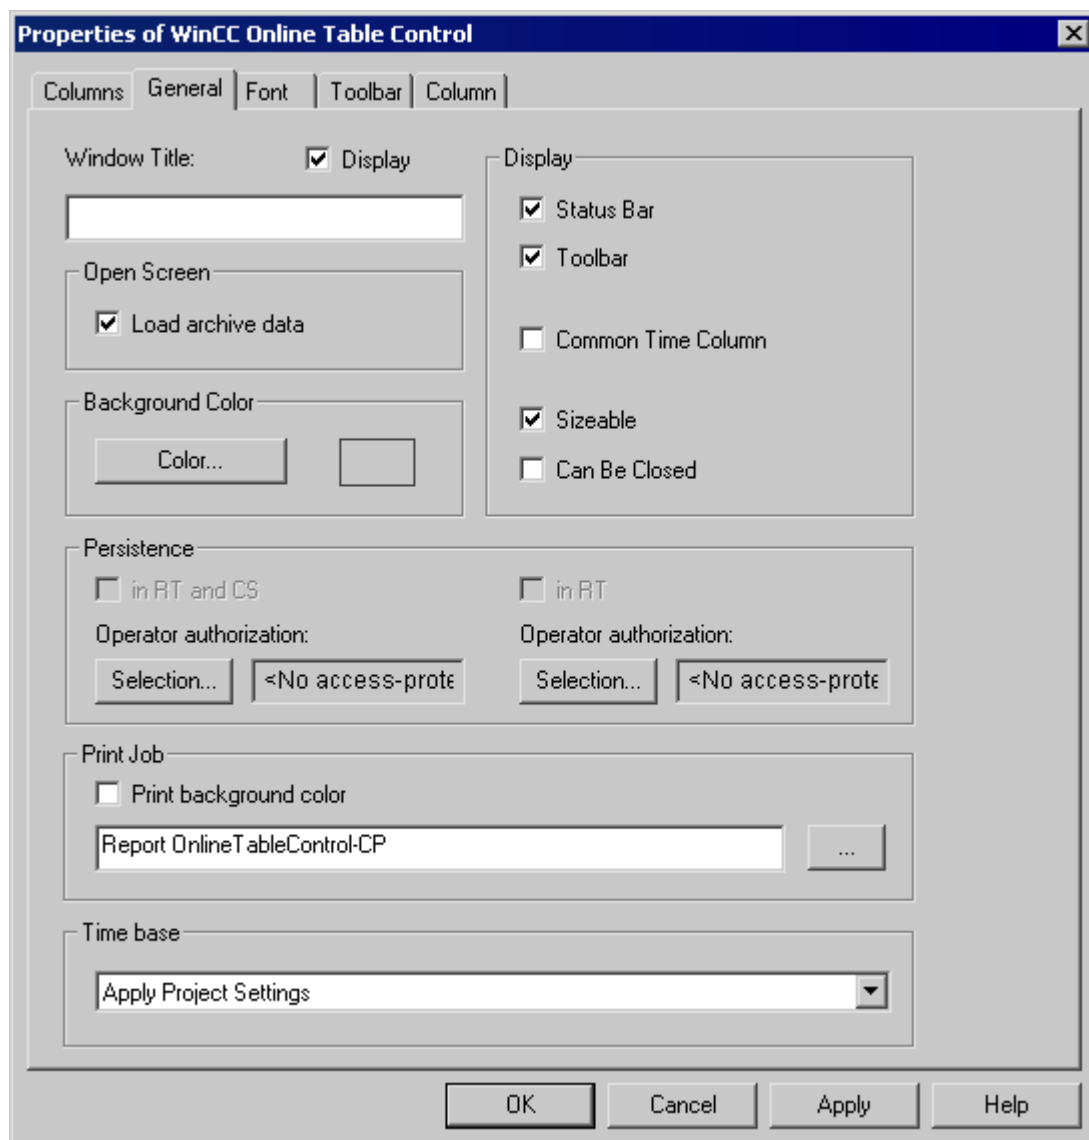 Properties of WinCC Online Table Control
Columns General Font Toolbar Column
Window Title: Display
Display
Status Bar
Toolbar
Open Screen
Load archive data
Common Time Column
Background Color
Color...
Sizeable
Can Be Closed
Persistence
in RT and CS in RT
Operator authorization: Operator authorization:
Selection... <No access-prote Selection... <No access-prote
Print Job
Print background color
Report OnlineTableControl-CP
...
Time base
Apply Project Settings
OK Cancel Apply Help